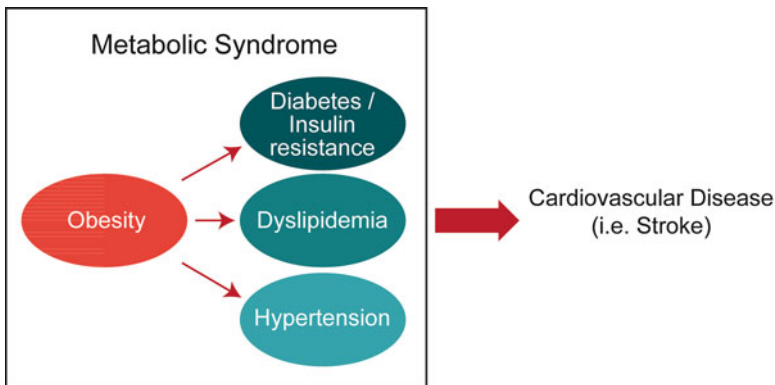 Metabolic Syndrome
Diabetes /
Insulin
resistance
Obesity
Dyslipidemia
Hypertension
Cardiovascular Disease
(i.e. Stroke)